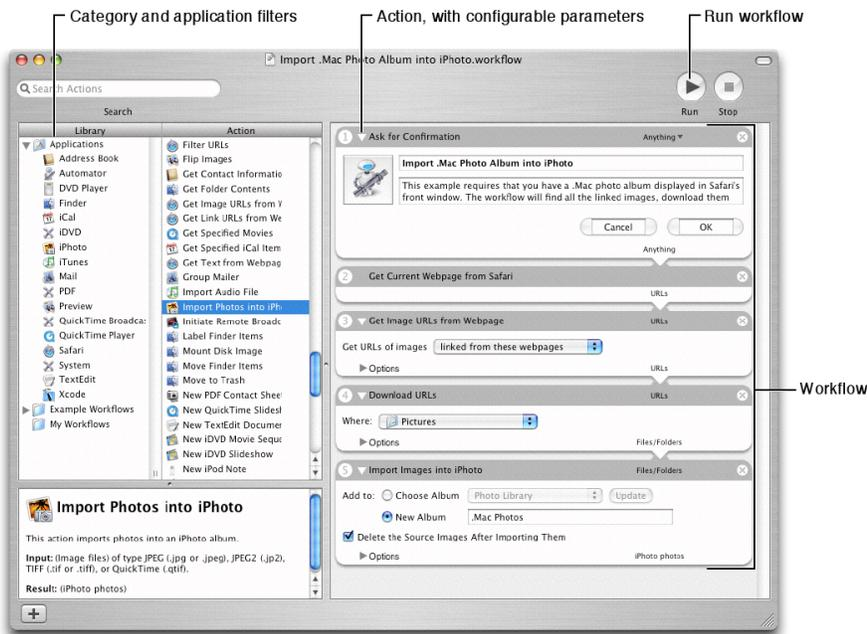 Category and application filters
Action, with configurable parameters
Run workflow
Import .Mac Photo Album into iPhoto.workflow
Search Actions
Search
Run
Stop
Library
Action
Applications
Address Book
Automator
DVD Player
Finder
iCal
iDVD
iPhoto
iTunes
Mail
PDF
Preview
QuickTime Broadca:
QuickTime Player
Safari
System
TextEdit
Xcode
Example Workflows
My Workflows
Filter URLs
Flip Images
Get Contact Informatio
Get Folder Contents
Get Image URLs from W
Get Link URLs from We
Get Specified Movies
Get Specified iCal Item
Get Text from Webpag
Group Mailer
Import Audio File
Import Photos into iPh
Initiate Remote Broadc
Label Finder Items
Mount Disk Image
Move Finder Items
Move to Trash
New PDF Contact Sheet
New QuickTime Slidesh
New TextEdit Documer
New iDVD Movie Sequc
New iDVD Slideshow
New iPod Note
Import Photos into iPhoto
This action imports photos into an iPhoto album.
Input: (Image files) of type JPEG (.jpg or .jpeg), JPEG2 (.jp2),
TIFF (.tif or .tiff), or QuickTime (.qtif).
Result: (iPhoto photos)
1 Ask for Confirmation Anything
Import .Mac Photo Album into iPhoto
This example requires that you have a .Mac photo album displayed in Safari's
front window. The workflow will find all the linked images, download them
Cancel OK
Anything
2 Get Current Webpage from Safari
URLs
3 Get Image URLs from Webpage URLs
Get URLs of images linked from these webpages
Options URLs
4 Download URLs URLs
Where: Pictures
Options Files/Folders
5 Import Images into iPhoto Files/Folders
Add to: Choose Album Photo Library Update
New Album .Mac Photos
Delete the Source Images After Importing Them
Options iPhoto photos
Workflow